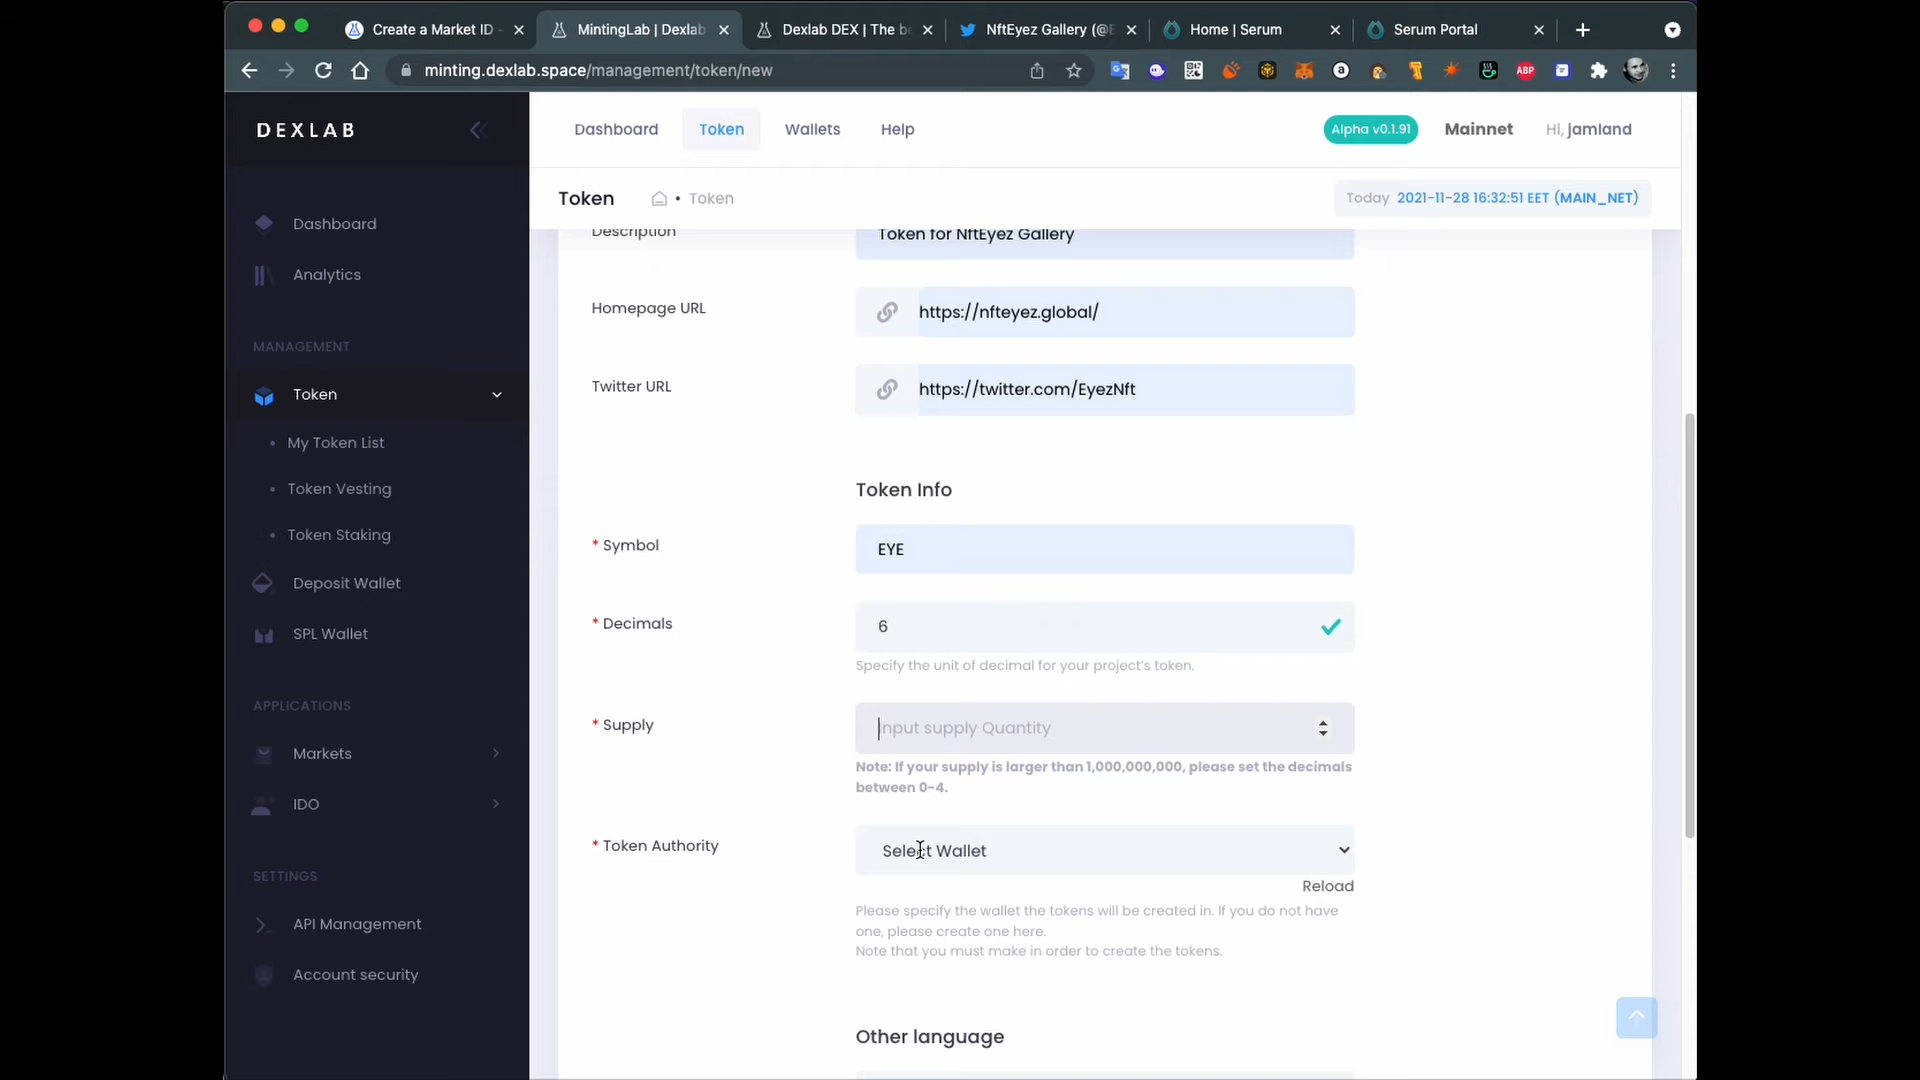 Create a Market ID -
MintingLab | Dexlab
Dexlab DEX | The be
NftEyez Gallery (@E
Home | Serum
Serum Portal
minting.dexlab.space/management/token/new
ABP
DEXLAB
Dashboard
Token
Wallets
Help
Alpha v0.1.91
Mainnet
Hi, jamland
Token
• Token
Today 2021-11-28 16:32:51 EET (MAIN_NET)
Dashboard
Analytics
MANAGEMENT
Token
My Token List
Token Vesting
Token Staking
Deposit Wallet
SPL Wallet
APPLICATIONS
Markets
IDO
SETTINGS
API Management
Account security
Description
Token for NftEyez Gallery
Homepage URL
https://nfteyez.global/
Twitter URL
https://twitter.com/EyezNft
Token Info
* Symbol
EYE
* Decimals
6
Specify the unit of decimal for your project's token.
* Supply
Input supply Quantity
Note: If your supply is larger than 1,000,000,000, please set the decimals
between 0-4.
* Token Authority
Select Wallet
Reload
Please specify the wallet the tokens will be created in. If you do not have
one, please create one here.
Note that you must make in order to create the tokens.
Other language